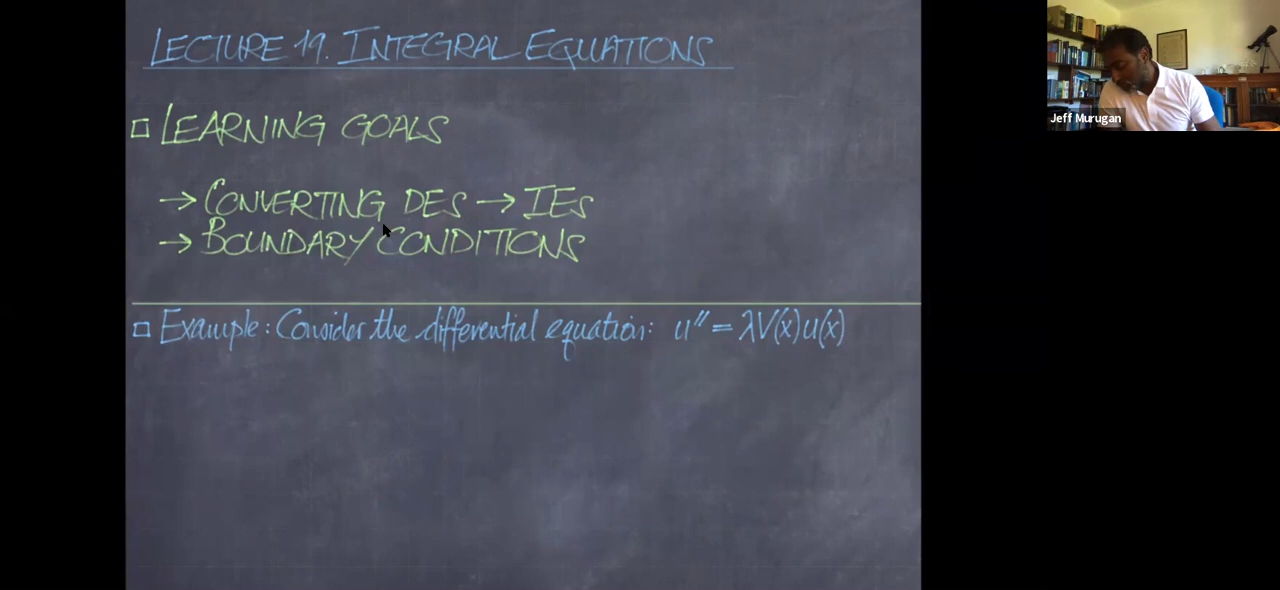 LECTURE 19. INTEGRAL EQUATIONS
□ LEARNING GOALS
→ CONVERTING DES → IES
→ BOUNDARY CONDITIONS
□ Example: Consider the differential equation: u″ = λV(x)u(x)
Jeff Murugan